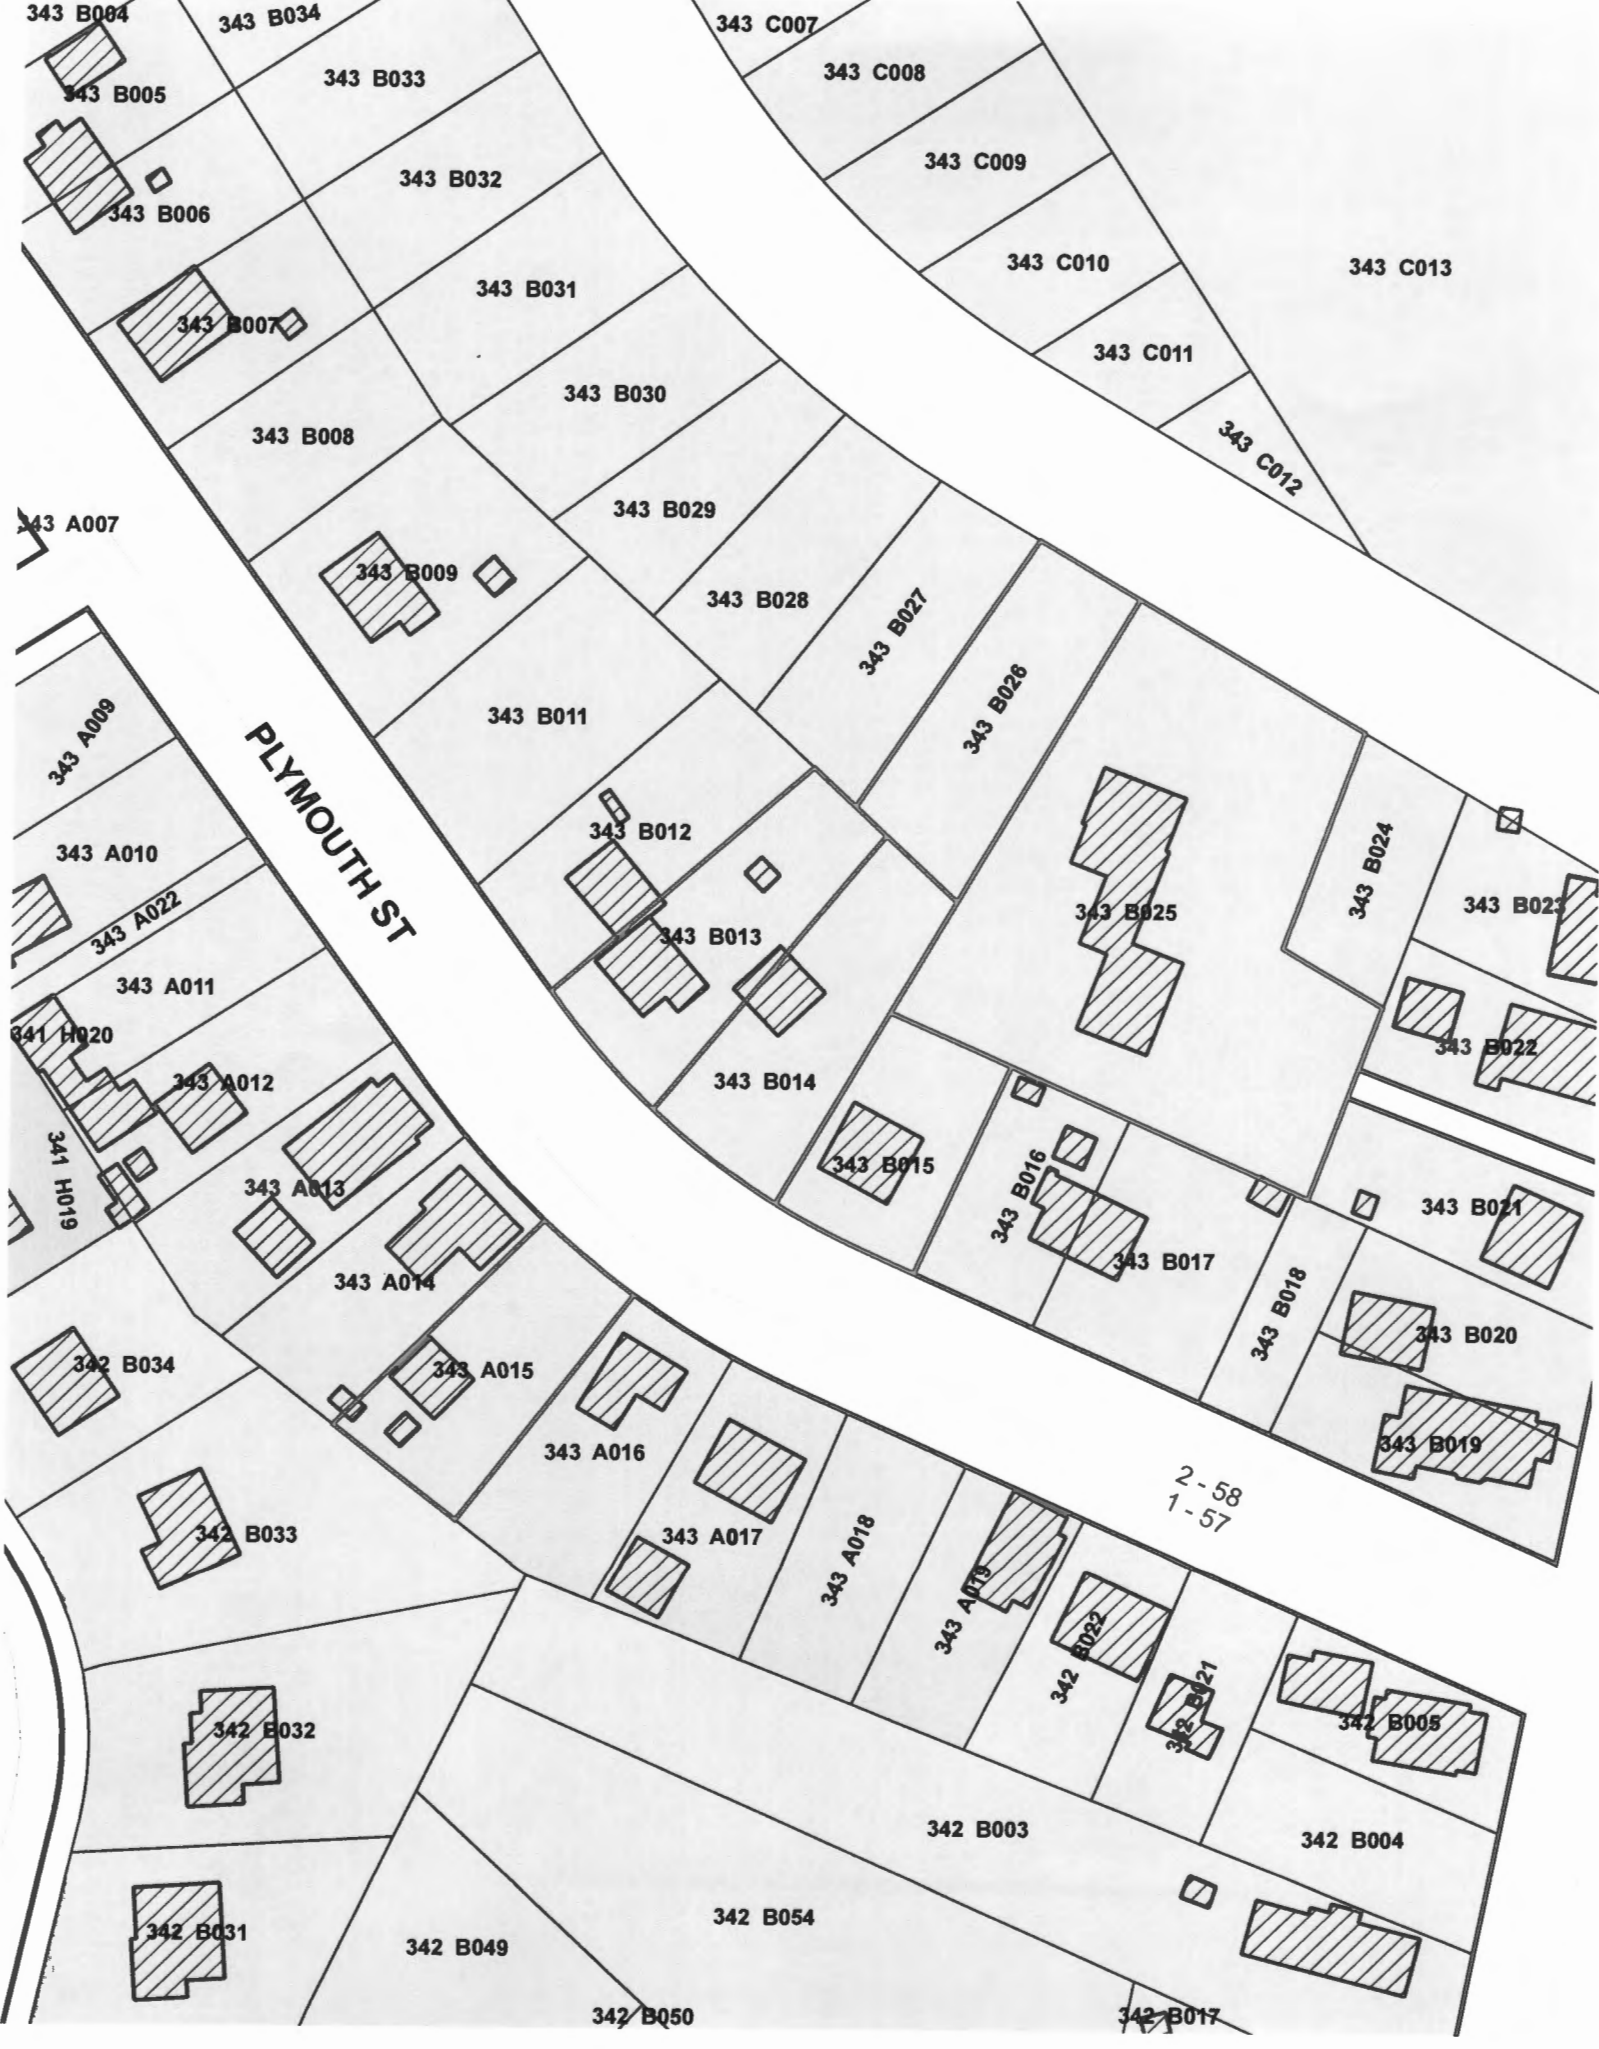 343 B004
343 B034
343 C007
343 B005
343 B033
343 C008
343 C009
343 B032
343 B006
343 C010
343 C013
343 B031
343 B007
343 C011
343 B030
343 B008
343 C012
343 B029
343 A007
343 B009
343 B028
343 B027
343 B026
343 B011
343 A009
PLYMOUTH ST
343 B012
343 A010
343 B024
343 B023
343 B025
343 A022
343 B013
343 A011
341 H020
343 B022
343 A012
343 B014
343 B015
341 H019
343 A013
343 B016
343 B021
343 B017
343 A014
343 B018
343 B020
342 B034
343 A015
343 A016
343 B019
2 - 58
1 - 57
342 B033
343 A017
343 A018
343 A019
342 B022
342 B021
342 B032
342 B005
342 B003
342 B004
342 B031
342 B054
342 B049
342 B050
342 B017